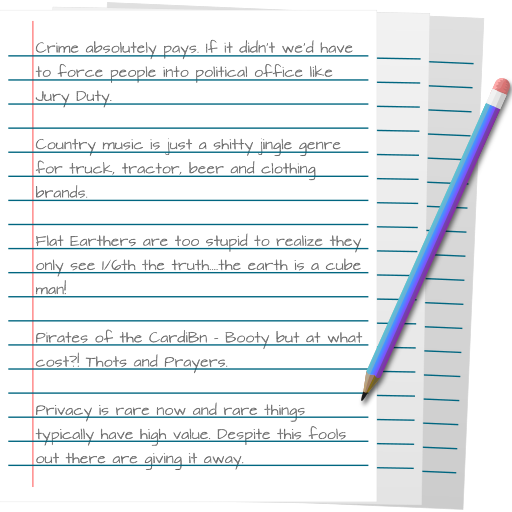 Crime absolutely pays. If it didn't we'd have
to force people into political office like
Jury Duty.
Country music is just a shitty jingle genre
for truck, tractor, beer and clothing
brands.
Flat Earthers are too stupid to realize they
only see 1/6th the truth....the earth is a cube
man!
Pirates of the CardiBn - Booty but at what
cost?! Thots and Prayers.
Privacy is rare now and rare things
typically have high value. Despite this fools
out there are giving it away.